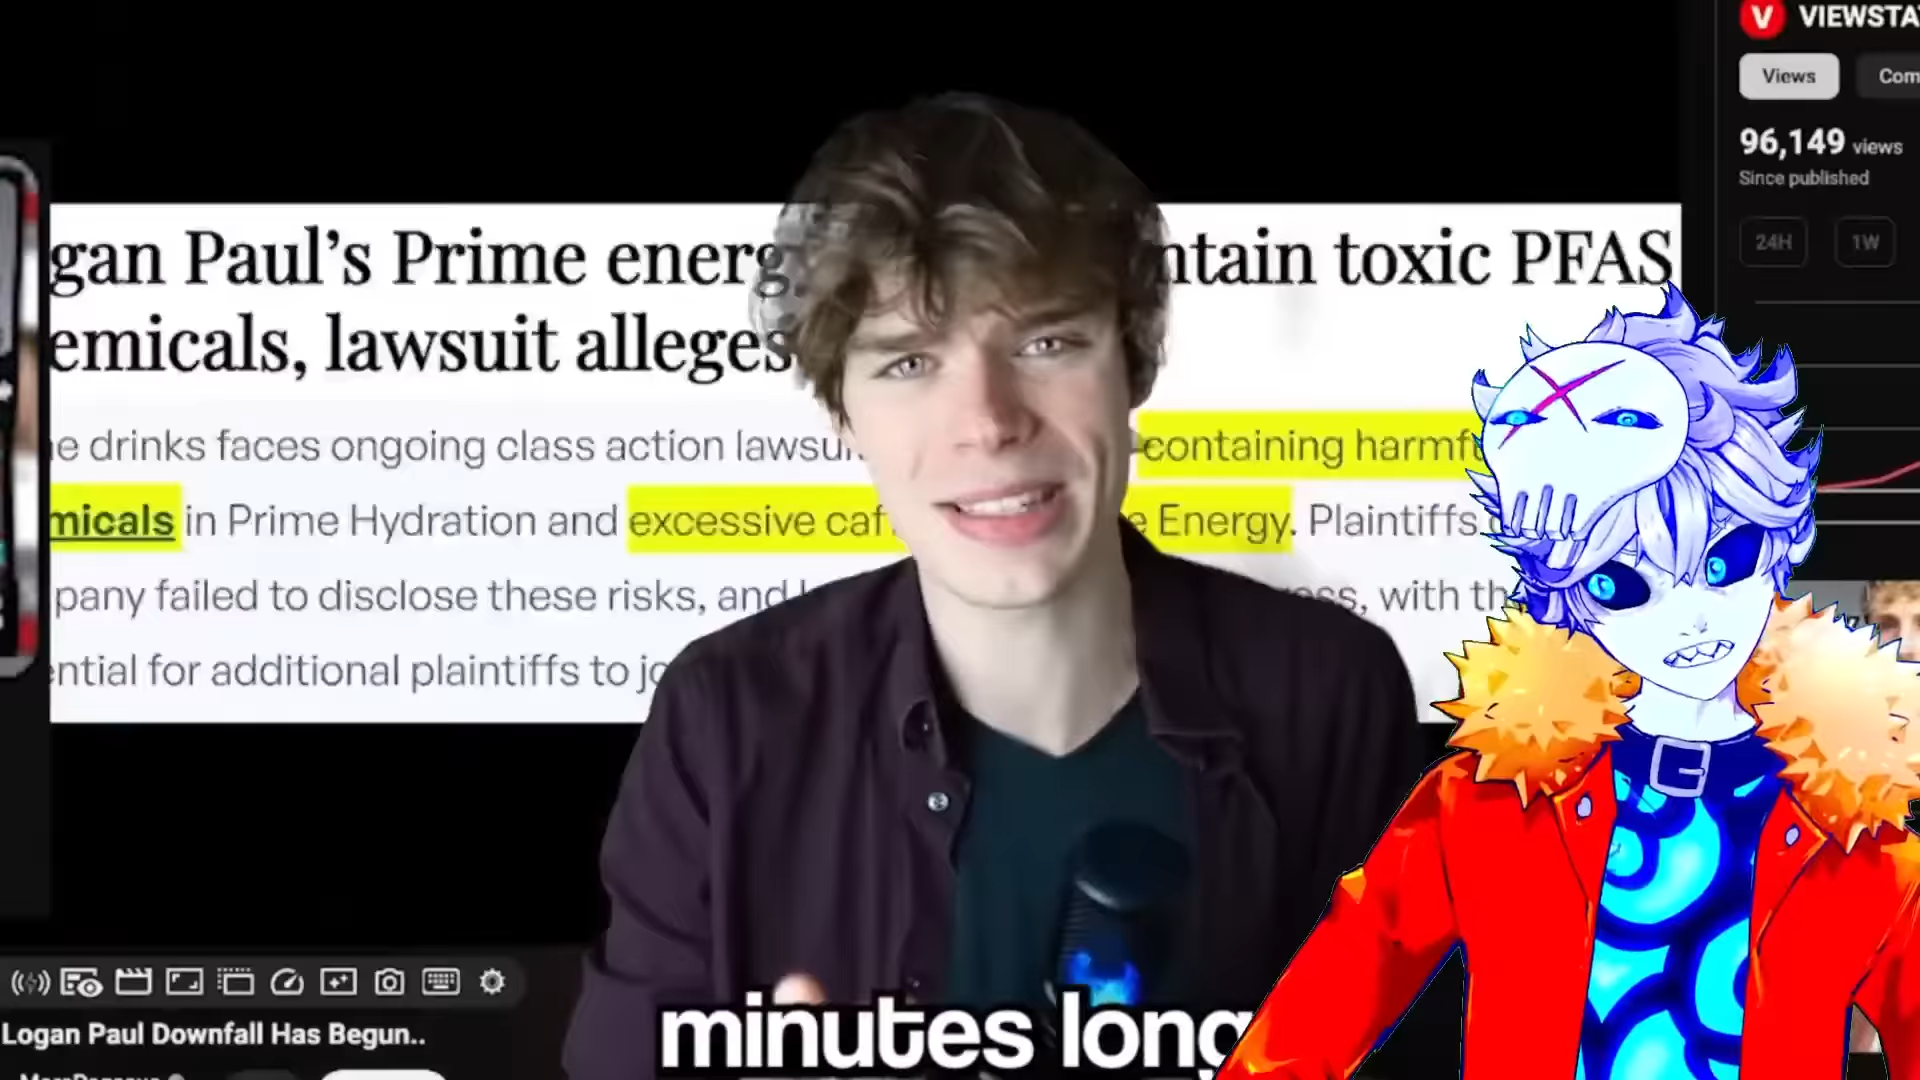 VIEWSTA
Views Com
96,149 views
Since published
24H 1W
gan Paul's Prime energ ntain toxic PFAS
emicals, lawsuit alleges
e drinks faces ongoing class action lawsu containing harmf
micals in Prime Hydration and excessive caf e Energy. Plaintiffs
pany failed to disclose these risks, and ess, with th
ential for additional plaintiffs to jo
Logan Paul Downfall Has Begun..
minutes long